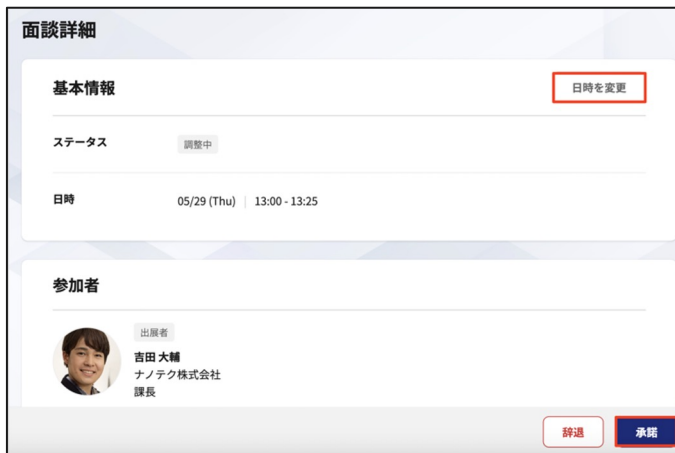 面談詳細
基本情報
日時を変更
ステータス
調整中
日時
05/29 (Thu) | 13:00 - 13:25
参加者
出展者
吉田 大輔
ナノテク株式会社
課長
辞退
承諾